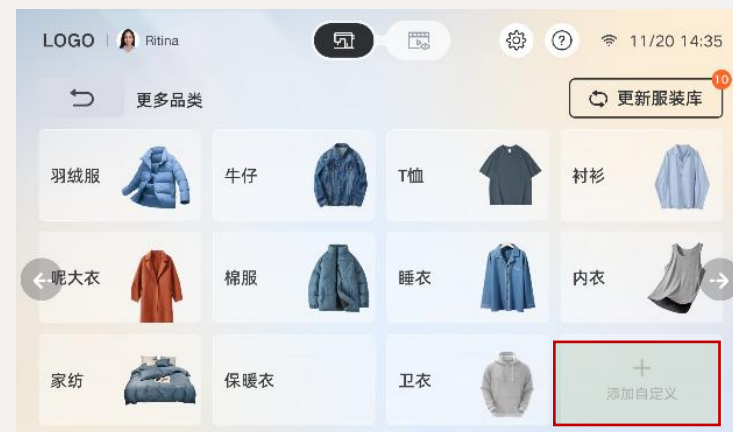 LOGO Ritina 11/20 14:35
更多品类 更新服装库 10
羽绒服 牛仔 T恤 衬衫
呢大衣 棉服 睡衣 内衣
家纺 保暖衣 卫衣 添加自定义